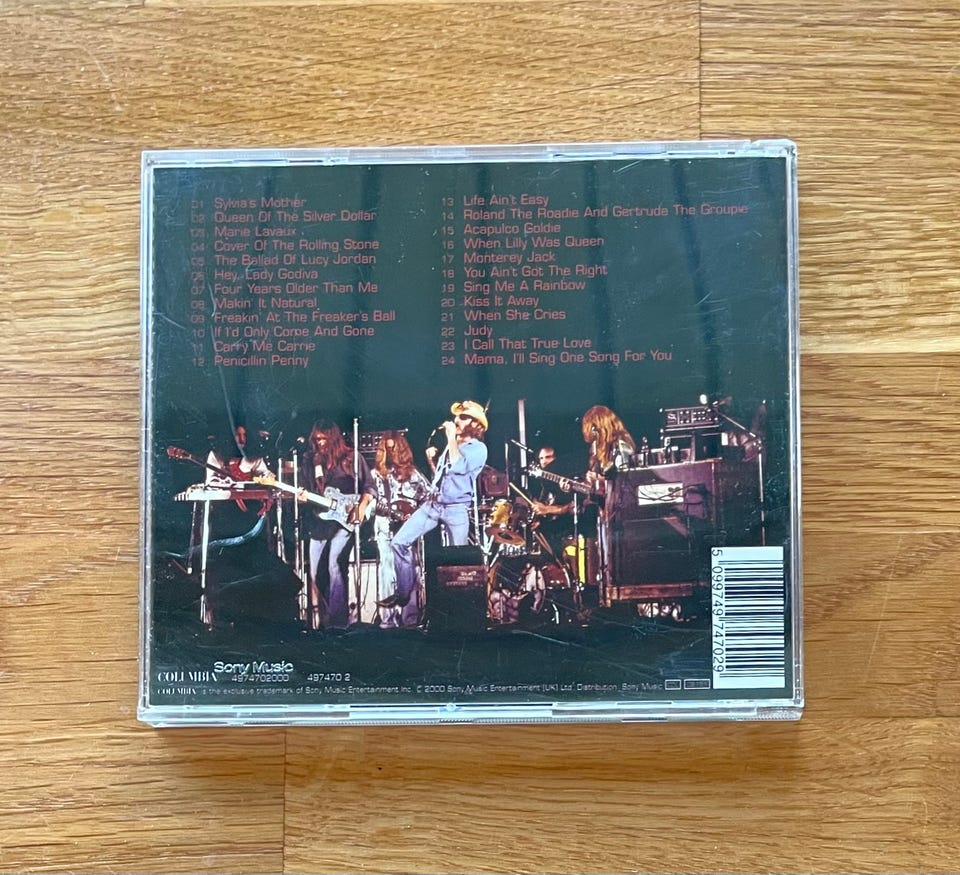 01 Sylvia's Mother
02 Queen Of The Silver Dollar
03 Marie Lavaux
04 Cover Of The Rolling Stone
05 The Ballad Of Lucy Jordan
06 Hey, Lady Godiva
07 Four Years Older Than Me
08 Makin' It Natural
09 Freakin' At The Freaker's Ball
10 If I'd Only Come And Gone
11 Carry Me Carrie
12 Penicillin Penny
13 Life Ain't Easy
14 Roland The Roadie And Gertrude The Groupie
15 Acapulco Goldie
16 When Lilly Was Queen
17 Monterey Jack
18 You Ain't Got The Right
19 Sing Me A Rainbow
20 Kiss It Away
21 When She Cries
22 Judy
23 I Call That True Love
24 Mama, I'll Sing One Song For You
5 099749 747029
Sony Music
COLUMBIA 4974702000 497470 2
COLUMBIA is the exclusive trademark of Sony Music Entertainment Inc. © 2000 Sony Music Entertainment (UK) Ltd. Distribution: Sony Music